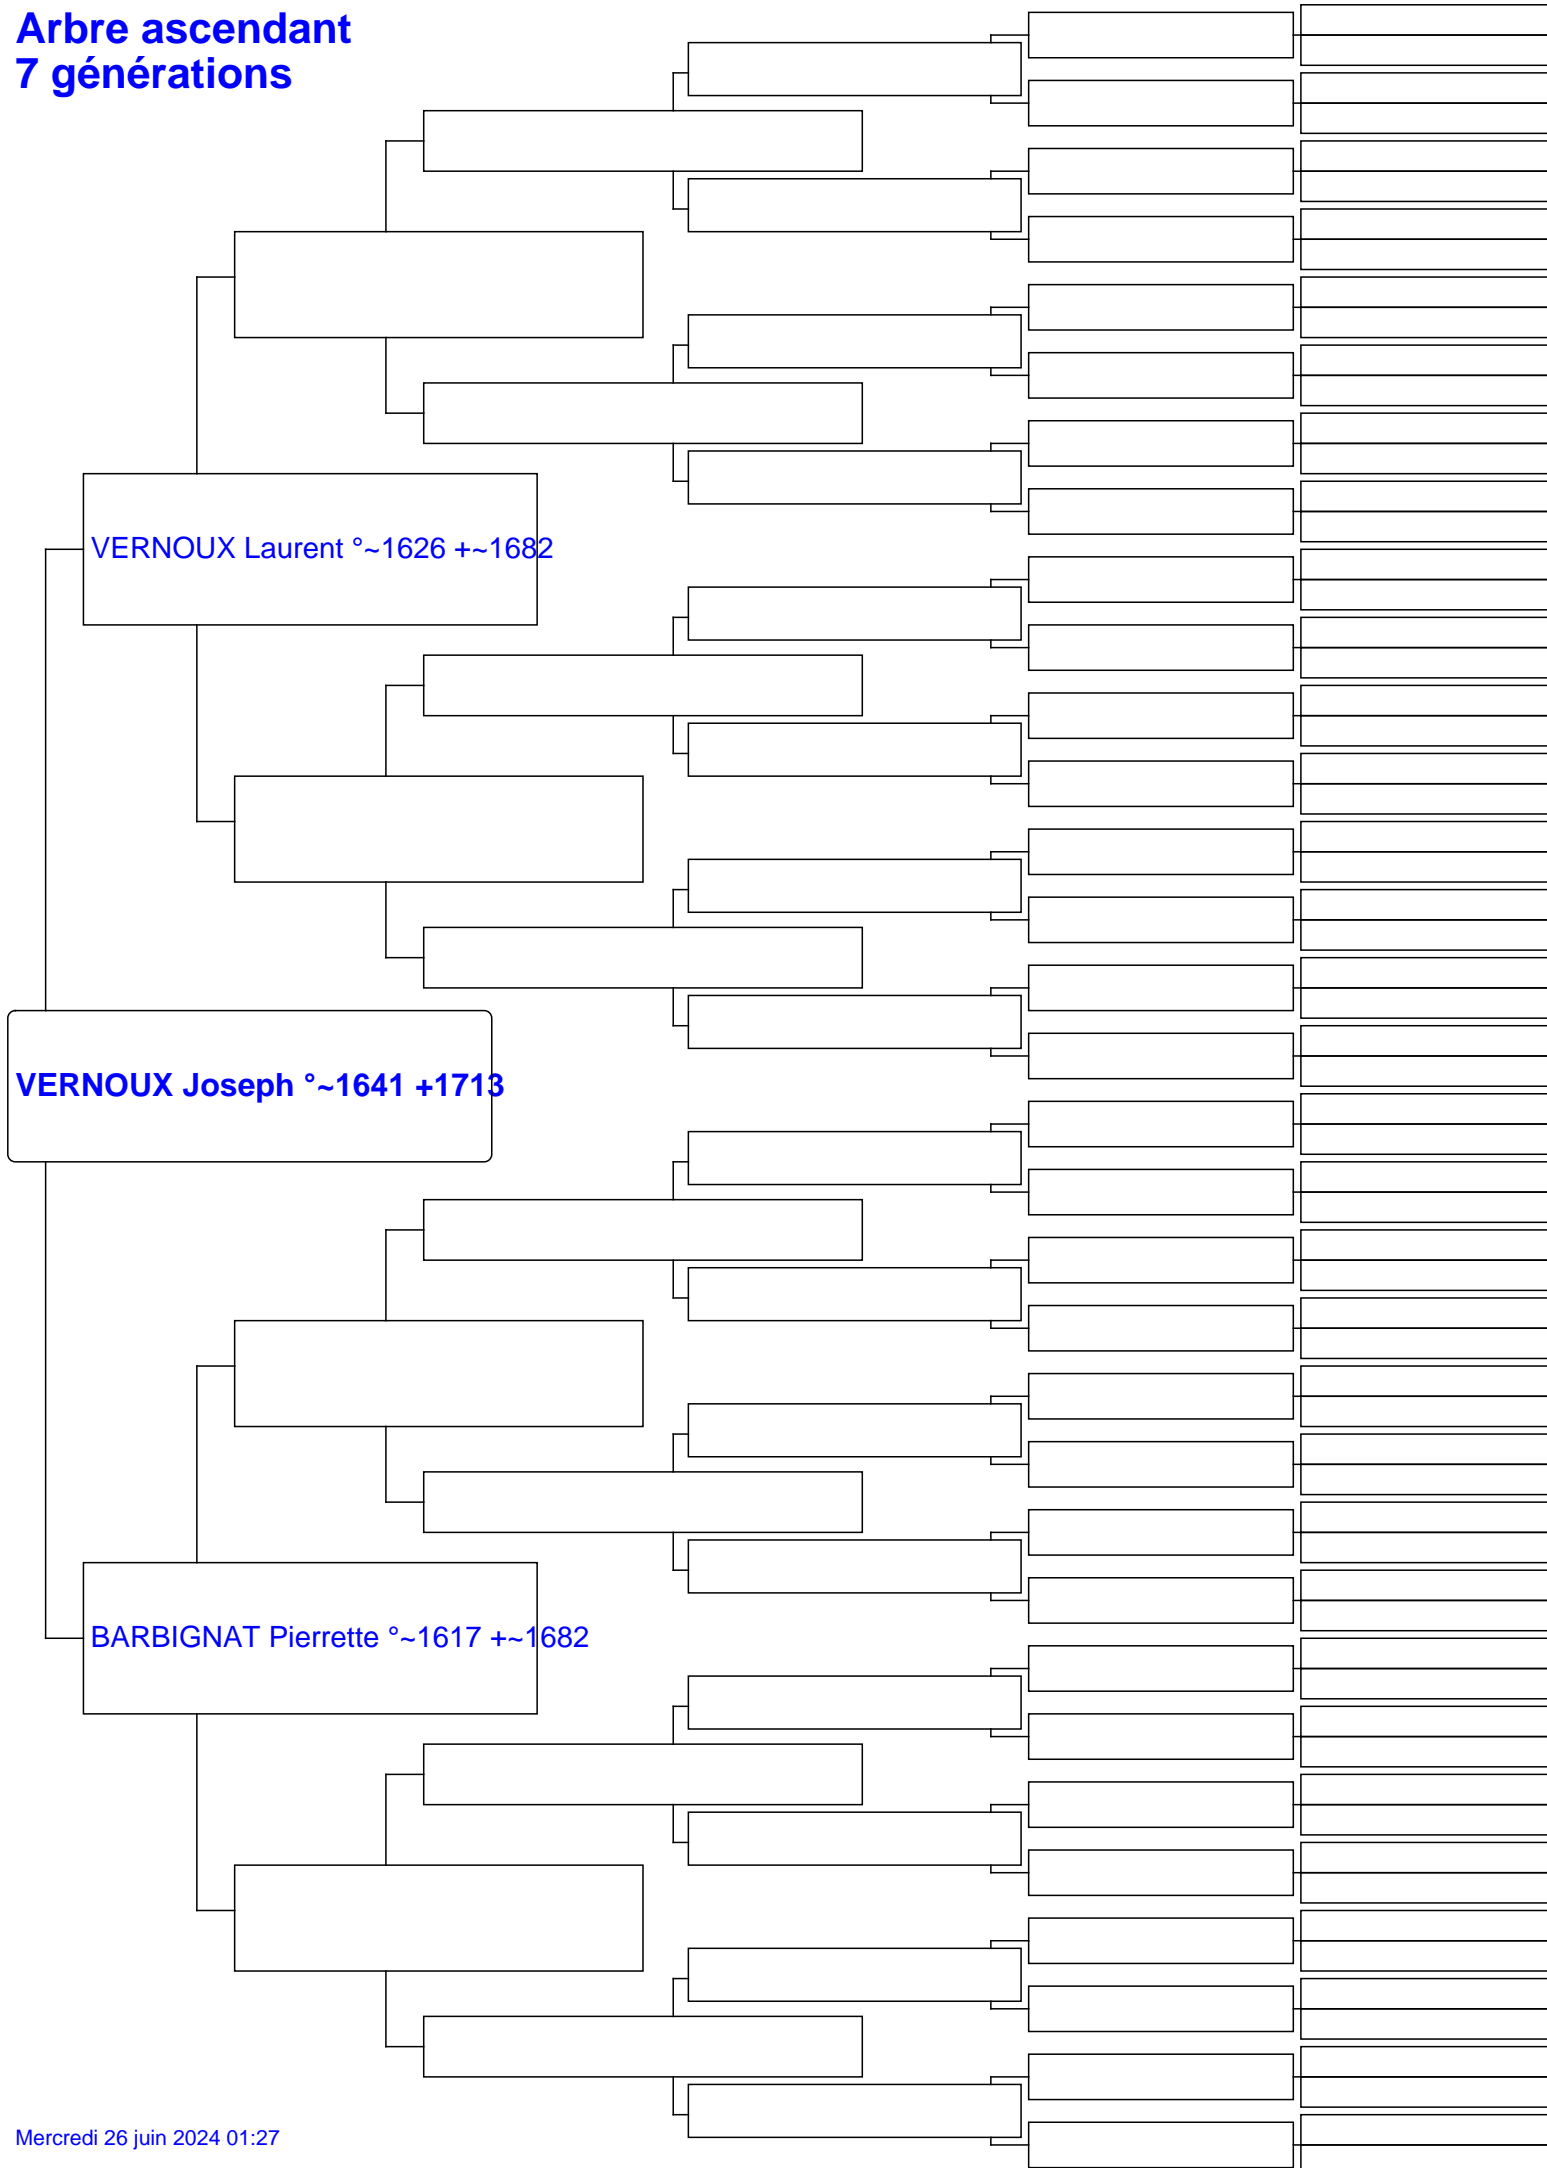 Arbre ascendant
7 générations
VERNOUX Laurent °~1626 +~1682
VERNOUX Joseph °~1641 +1713
BARBIGNAT Pierrette °~1617 +~1682
Mercredi 26 juin 2024 01:27